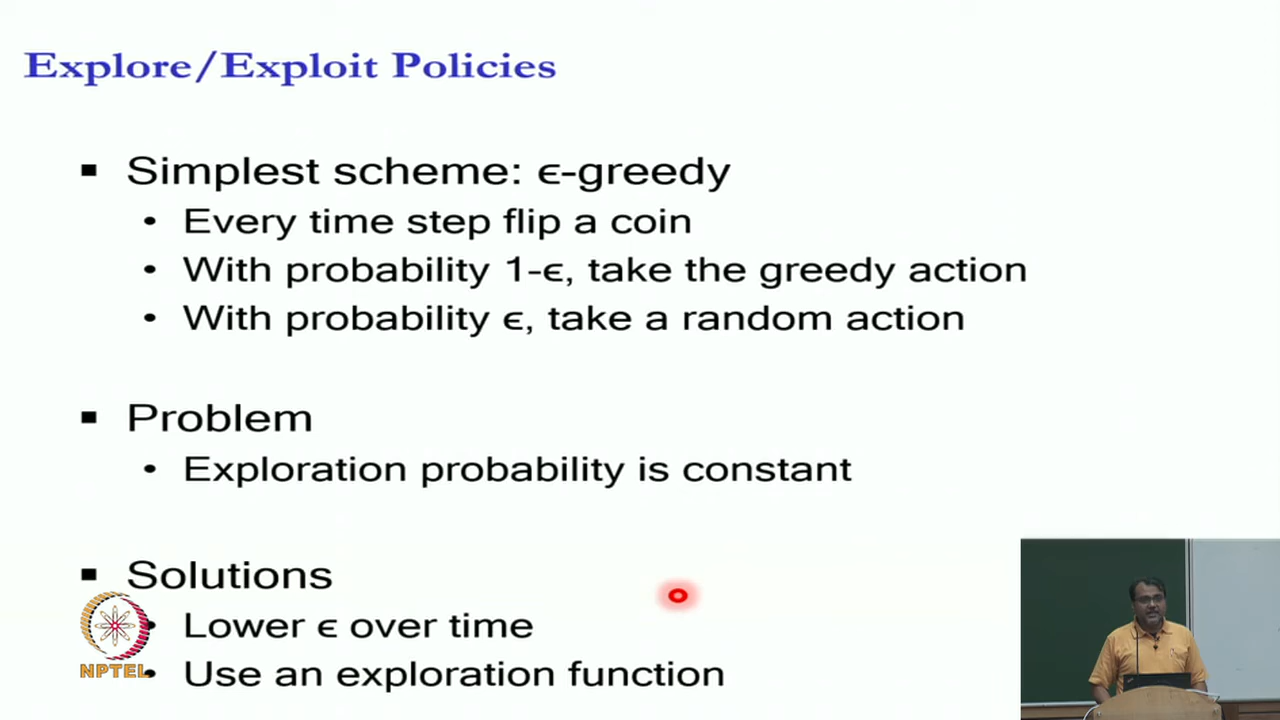 Explore/Exploit Policies
▪ Simplest scheme: ϵ-greedy
• Every time step flip a coin
• With probability 1-ϵ, take the greedy action
• With probability ϵ, take a random action
▪ Problem
• Exploration probability is constant
▪ Solutions
• Lower ϵ over time
• Use an exploration function
NPTEL